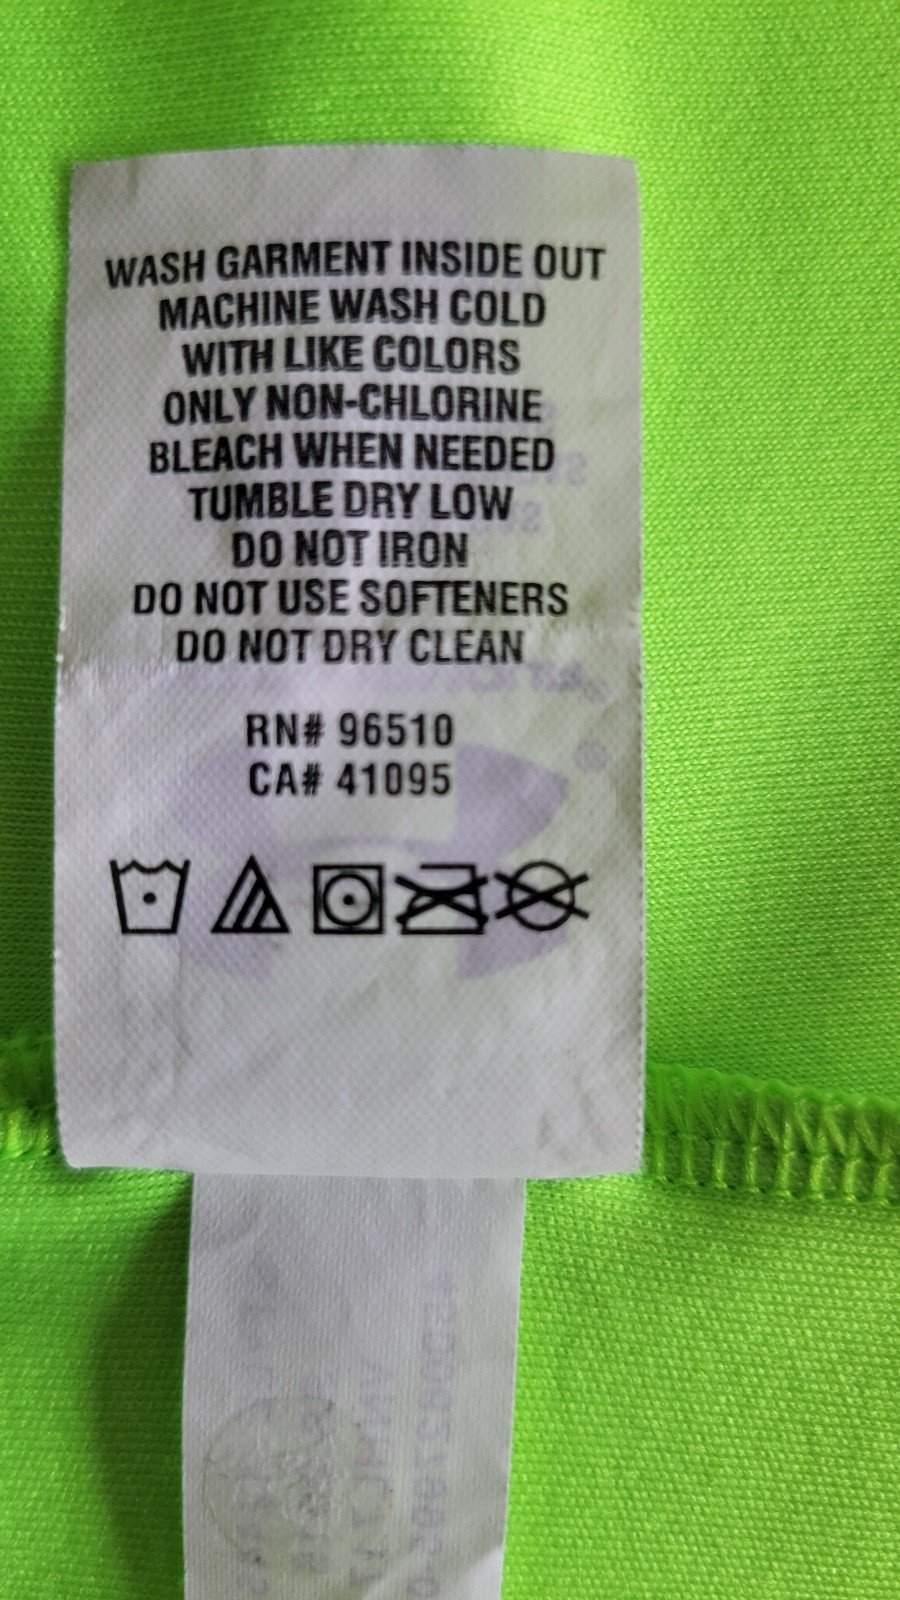 WASH GARMENT INSIDE OUT
MACHINE WASH COLD
WITH LIKE COLORS
ONLY NON-CHLORINE
BLEACH WHEN NEEDED
TUMBLE DRY LOW
DO NOT IRON
DO NOT USE SOFTENERS
DO NOT DRY CLEAN
RN# 96510
CA# 41095